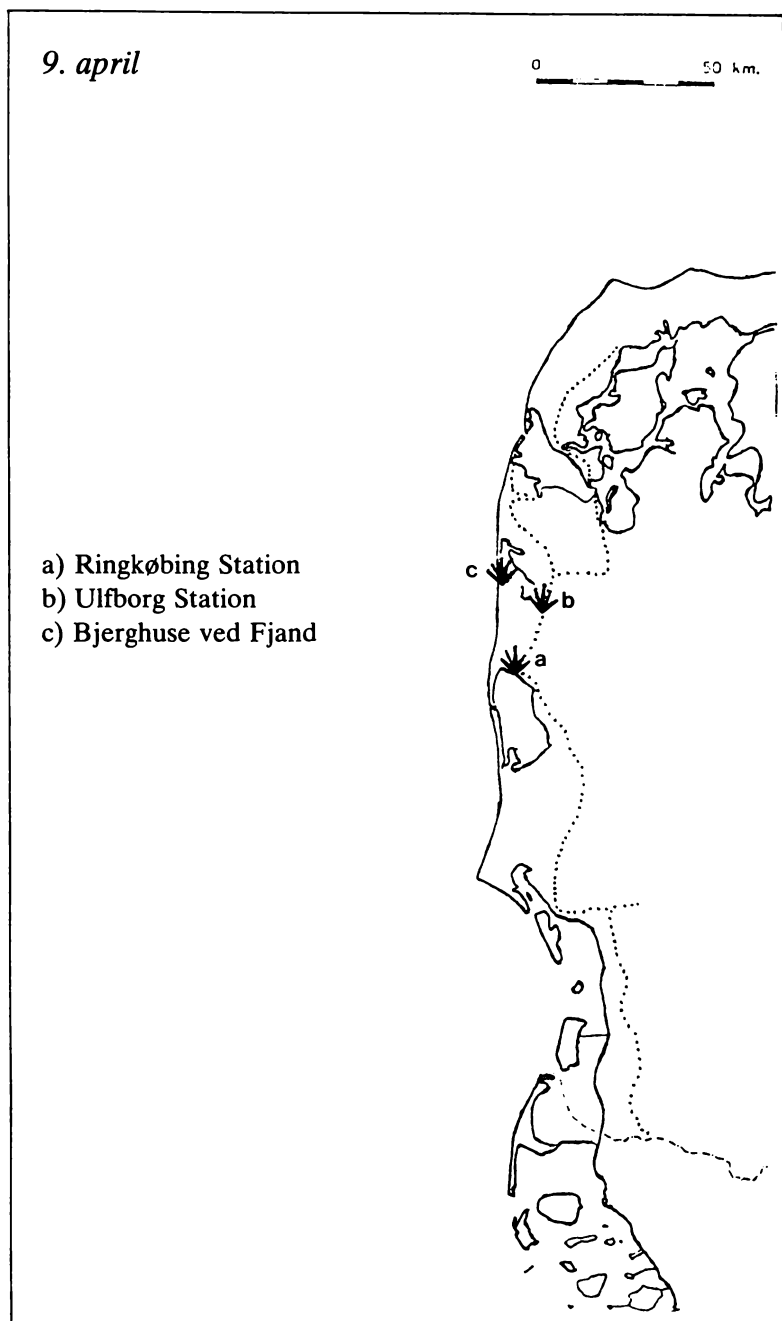 9. april
0 50 km.
a) Ringkøbing Station
b) Ulfborg Station
c) Bjerghuse ved Fjand
c
b
a